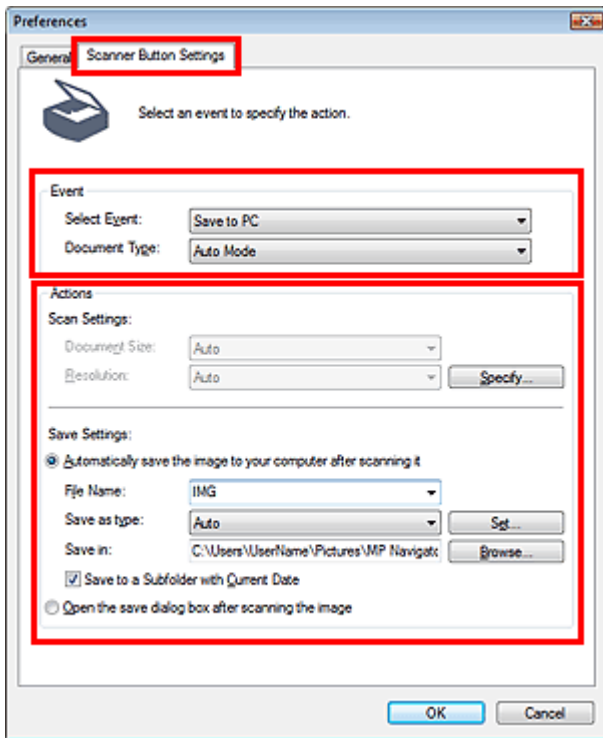 Preferences
General
Scanner Button Settings
Select an event to specify the action.
Event
Select Event: Save to PC
Document Type: Auto Mode
Actions
Scan Settings:
Document Size: Auto
Resolution: Auto Specify...
Save Settings:
Automatically save the image to your computer after scanning it
File Name: IMG
Save as type: Auto Set...
Save in: C:\Users\UserName\Pictures\MP Navigato Browse...
Save to a Subfolder with Current Date
Open the save dialog box after scanning the image
OK Cancel